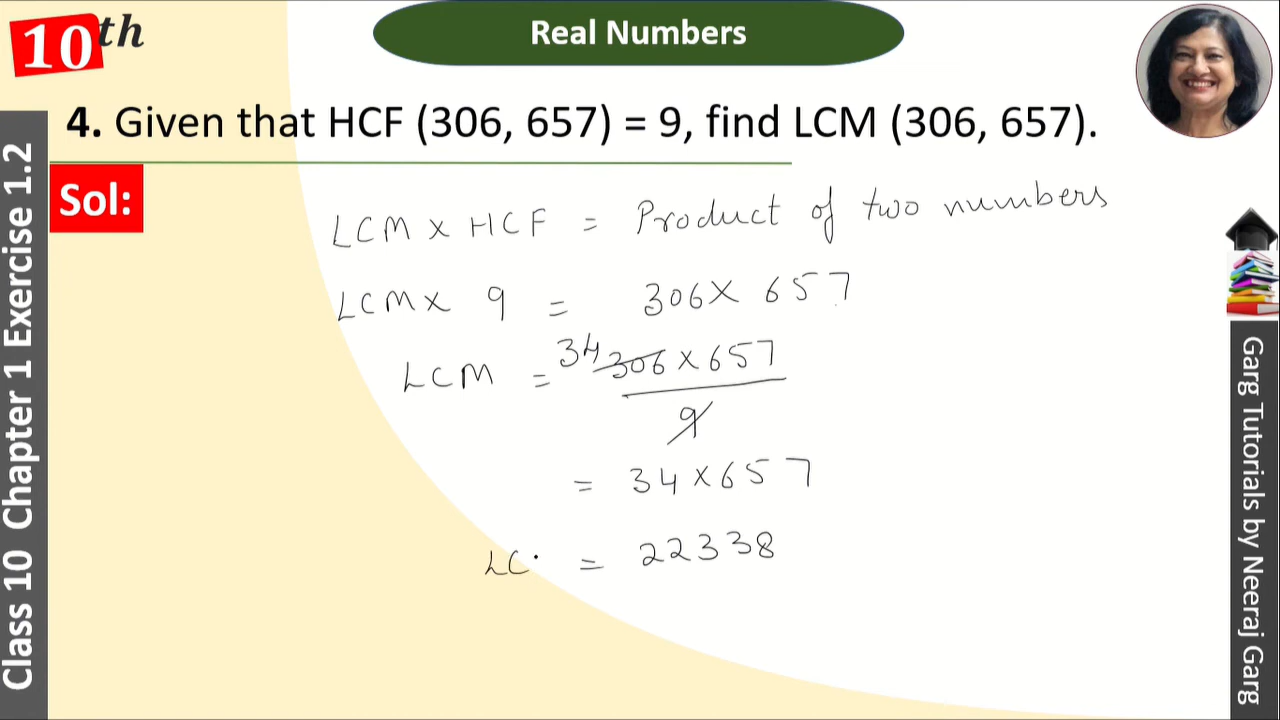 10th
Real Numbers
4. Given that HCF (306, 657) = 9, find LCM (306, 657).
Sol:
LCM x HCF = Product of two numbers
LCM x 9 = 306 x 657
LCM = 34 306 x 657
9
= 34 x 657
LC = 22338
Class 10 Chapter 1 Exercise 1.2
Garg Tutorials by Neeraj Garg